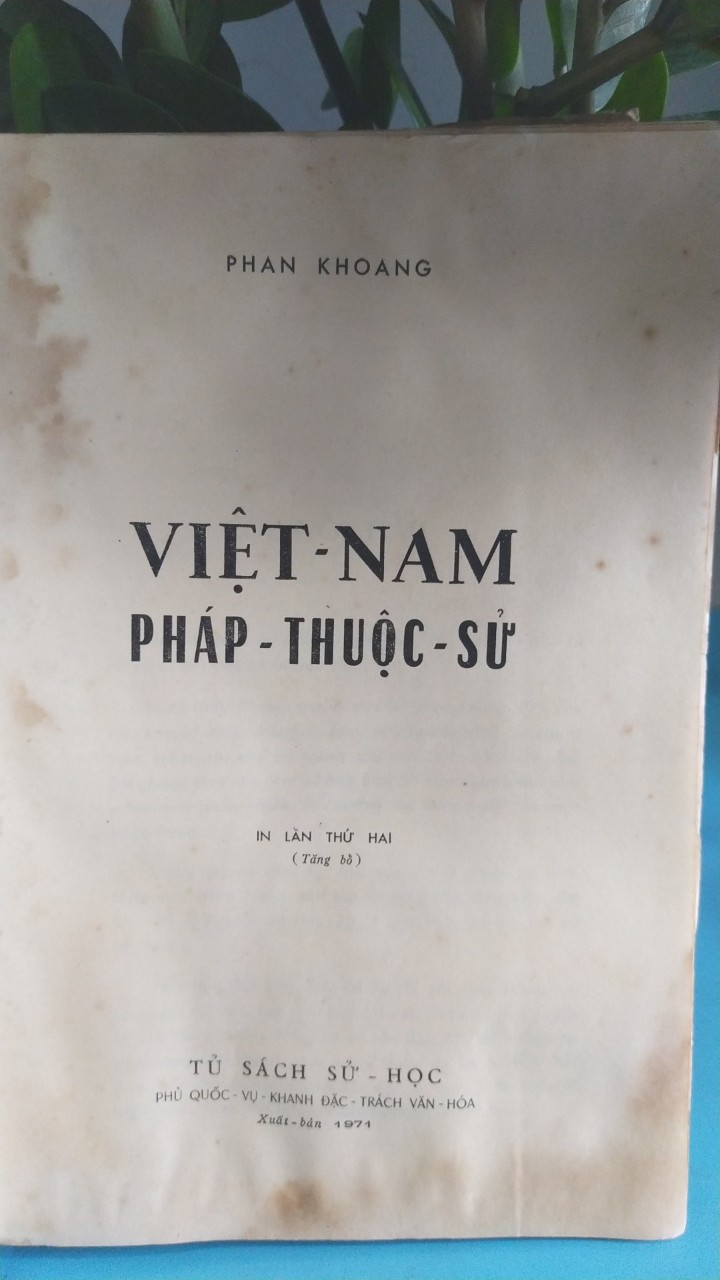 PHAN KHOANG
VIỆT-NAM
PHÁP-THUỘC-SỬ
IN LẦN THỨ HAI
(Tăng bổ)
TỦ SÁCH SỬ-HỌC
PHỦ QUỐC-VỤ-KHANH ĐẶC-TRÁCH VĂN-HÓA
Xuất-bản 1971